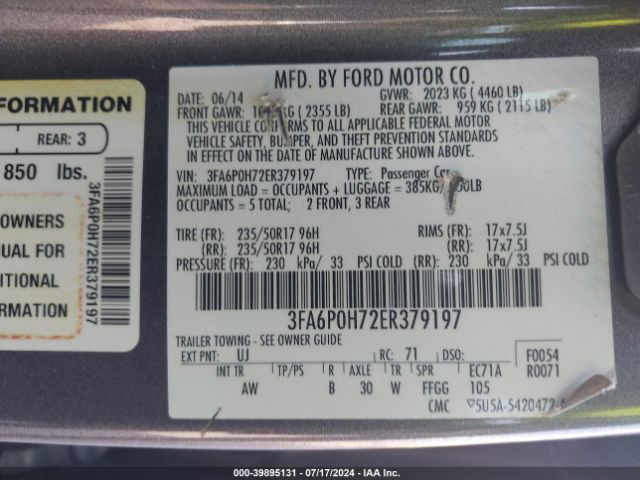 FORMATION
REAR: 3
850 lbs.
OWNERS
NUAL FOR
ITIONAL
FORMATION
3FA6P0H72ER379197
MFD. BY FORD MOTOR CO.
DATE: 06/14 GVWR: 2023 KG ( 4460 LB)
FRONT GAWR: KG ( 2355 LB) REAR GAWR: 959 KG ( 2115 LB)
THIS VEHICLE CONFORMS TO ALL APPLICABLE FEDERAL MOTOR
VEHICLE SAFETY, BUMPER, AND THEFT PREVENTION STANDARDS
IN EFFECT ON THE DATE OF MANUFACTURE SHOWN ABOVE.
VIN: 3FA6P0H72ER379197 TYPE: Passenger Car
MAXIMUM LOAD = OCCUPANTS + LUGGAGE = 385KG/ LB
OCCUPANTS = 5 TOTAL; 2 FRONT, 3 REAR
TIRE (FR): 235/50R17 96H RIMS (FR): 17x7.5J
(RR): 235/50R17 96H (RR): 17x7.5J
PRESSURE (FR): 230 kPa/ 33 PSI COLD (RR): 230 kPa/ 33 PSI COLD
3FA6P0H72ER379197
TRAILER TOWING - SEE OWNER GUIDE
EXT PNT: UJ RC: 71 DSO: F0054
INT TR TP/PS R AXLE TR SPR EC71A R0071
AW B 30 W FFGG 105
CMC 5U5A-5420472-
000-39895131 - 07/17/2024 - IAA Inc.